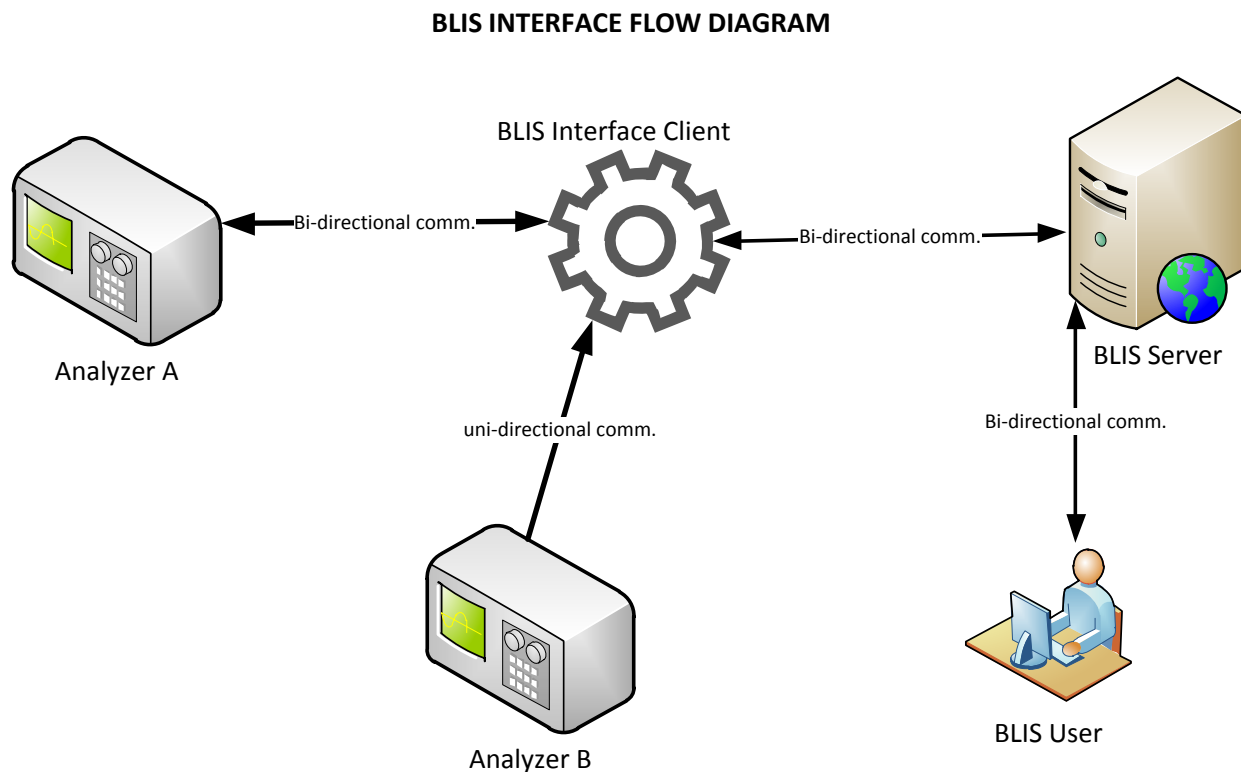 BLIS INTERFACE FLOW DIAGRAM
BLIS Interface Client
Bi-directional comm.
Bi-directional comm.
Analyzer A
BLIS Server
uni-directional comm.
Bi-directional comm.
BLIS User
Analyzer B